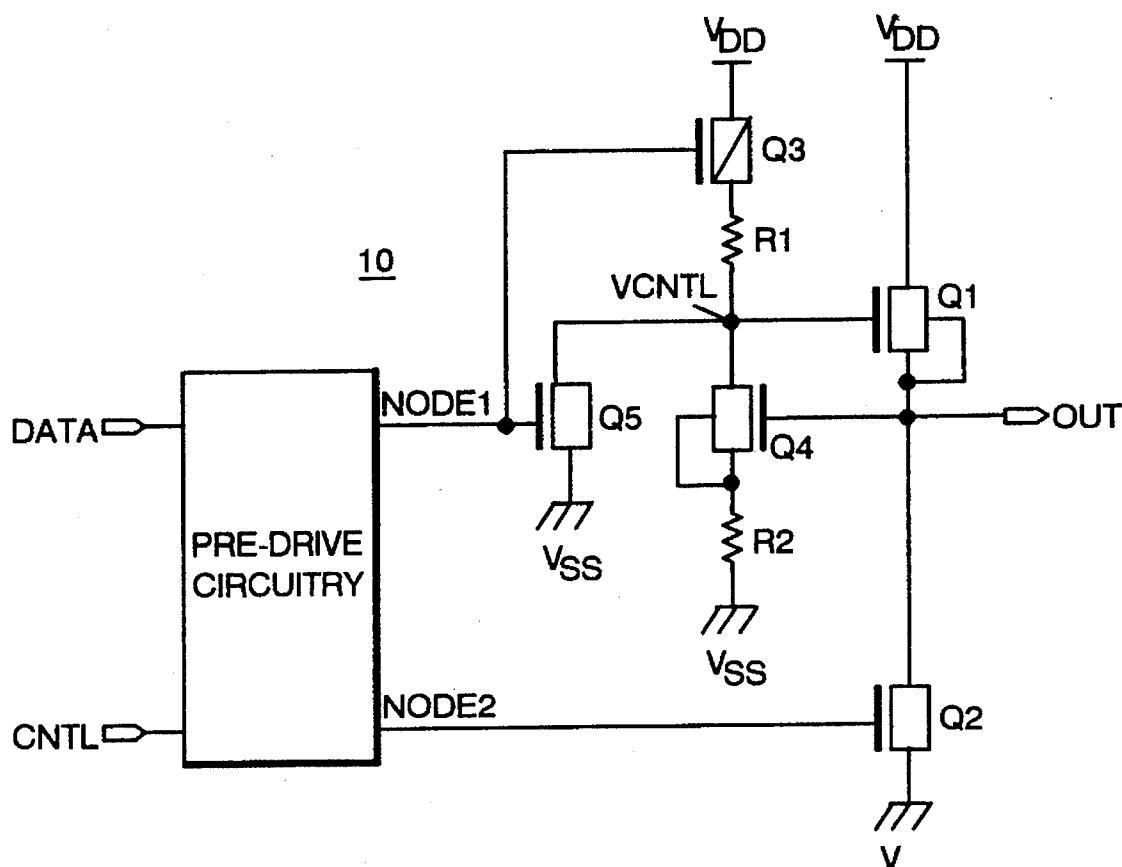 VDD
VDD
Q3
R1
10
VCNTL
Q1
NODE1
Q5
DATA
OUT
Q4
PRE-DRIVE
CIRCUITRY
R2
VSS
VSS
NODE2
CNTL
Q2
V